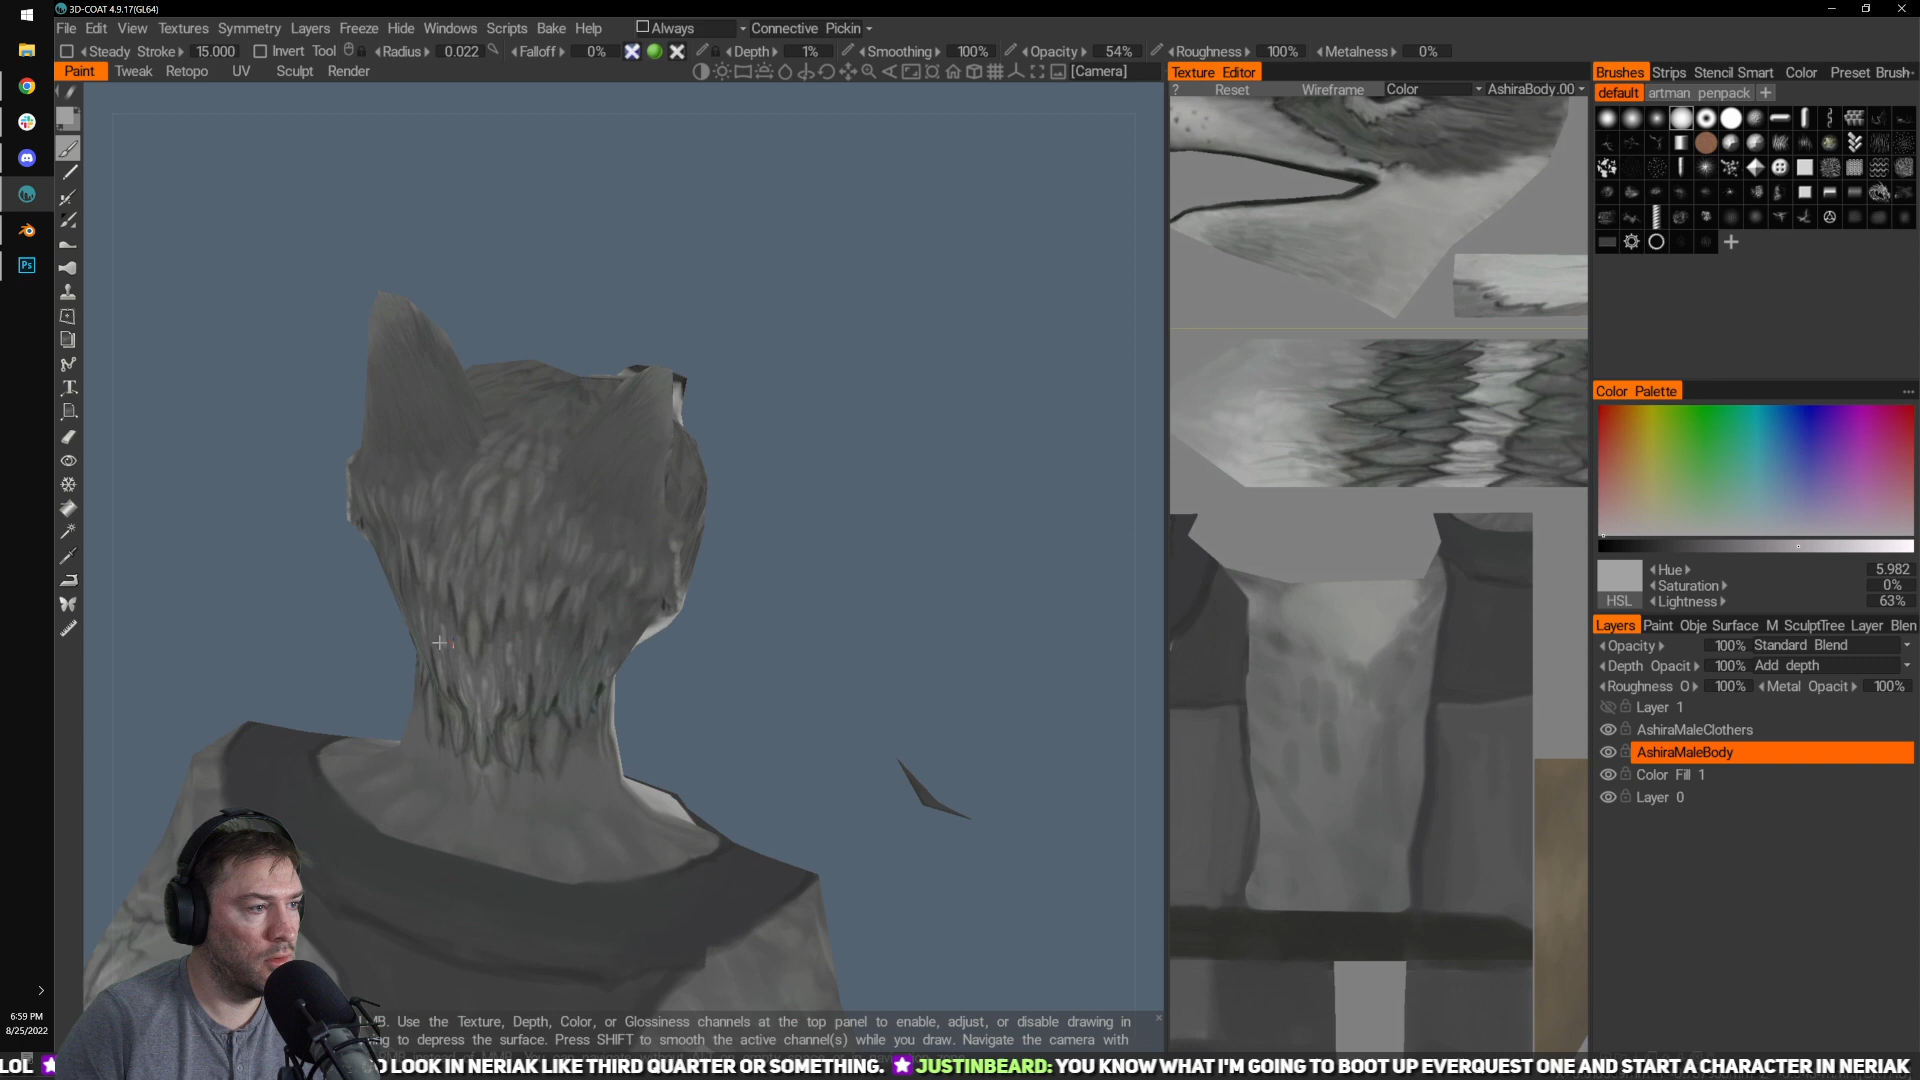 3D-COAT 4.9.17(GL64)
File Edit View Textures Symmetry Layers Freeze Hide Windows Scripts Bake Help Always Connective Pickin
Steady Stroke 15.000 Invert Tool Radius 0.022 Falloff 0% Depth 1% Smoothing 100% Opacity 54% Roughness 100% Metalness 0%
Paint Tweak Retopo UV Sculpt Render [Camera]
Texture Editor
? Reset Wireframe Color AshiraBody.00
Brushes Strips Stencil Smart Color Preset Brush
default artman penpack
Color Palette
Hue 5.982
Saturation 0%
HSL Lightness 63%
Layers Paint Obje Surface M SculptTree Layer Blen
Opacity 100% Standard Blend
Depth Opacit 100% Add depth
Roughness O 100% Metal Opacit 100%
Layer 1
AshiraMaleClothers
AshiraMaleBody
Color Fill 1
Layer 0
Ps
6:59 PM
8/25/2022
MB. Use the Texture, Depth, Color, or Glossiness channels at the top panel to enable, adjust, or disable drawing in
to depress the surface. Press SHIFT to smooth the active channel(s) while you draw. Navigate the camera with
LOL O LOOK IN NERIAK LIKE THIRD QUARTER OR SOMETHING. JUSTINBEARD: YOU KNOW WHAT I'M GOING TO BOOT UP EVERQUEST ONE AND START A CHARACTER IN NERIAK